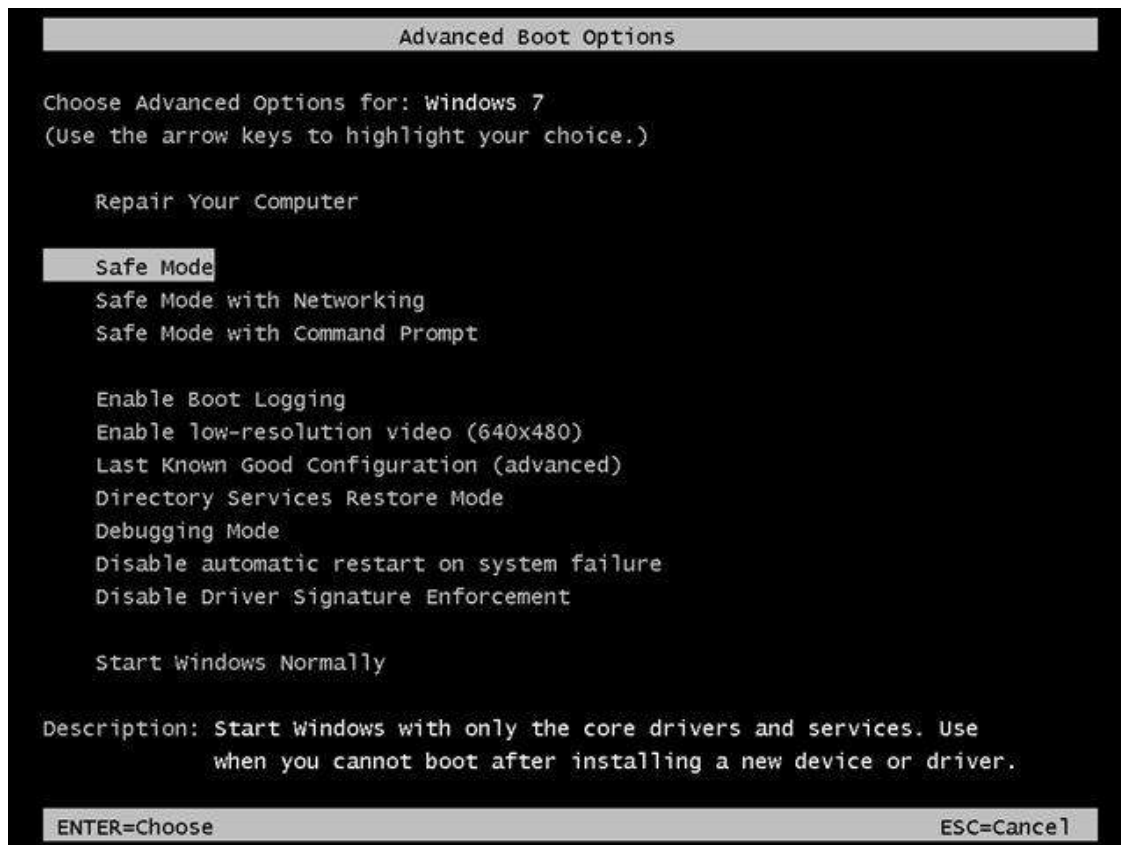 Advanced Boot Options
Choose Advanced Options for: Windows 7
(Use the arrow keys to highlight your choice.)
Repair Your Computer
Safe Mode
Safe Mode with Networking
Safe Mode with Command Prompt
Enable Boot Logging
Enable low-resolution video (640x480)
Last Known Good Configuration (advanced)
Directory Services Restore Mode
Debugging Mode
Disable automatic restart on system failure
Disable Driver Signature Enforcement
Start Windows Normally
Description: Start Windows with only the core drivers and services. Use
when you cannot boot after installing a new device or driver.
ENTER=Choose ESC=Cancel